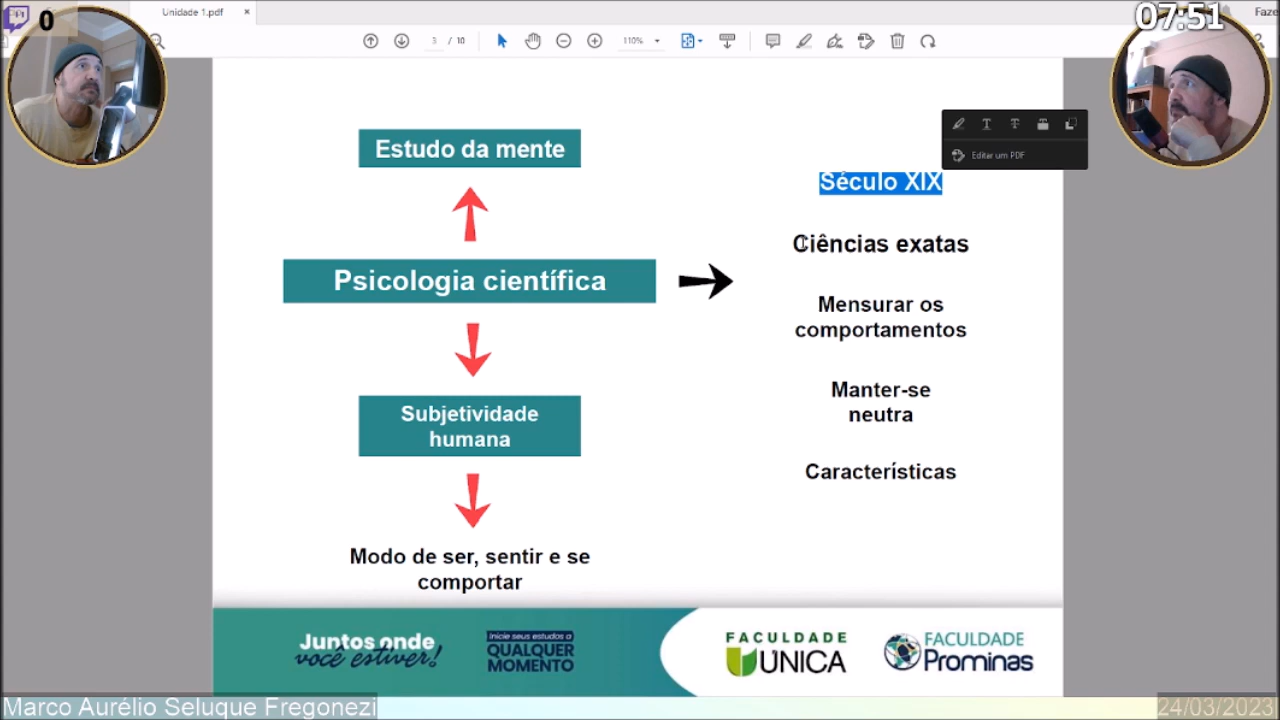 0
Unidade 1.pdf
×
Faze
07:51
3 / 10
110%
Editar um PDF
Estudo da mente
Século XIX
Ciências exatas
Psicologia científica
Mensurar os
comportamentos
Manter-se
neutra
Subjetividade
humana
Características
Modo de ser, sentir e se
comportar
Juntos onde
você estiver!
Inicie seus estudos a
QUALQUER
MOMENTO
FACULDADE
ÚNICA
FACULDADE
Prominas
Marco Aurélio Seluque Fregonezi
24/03/2023